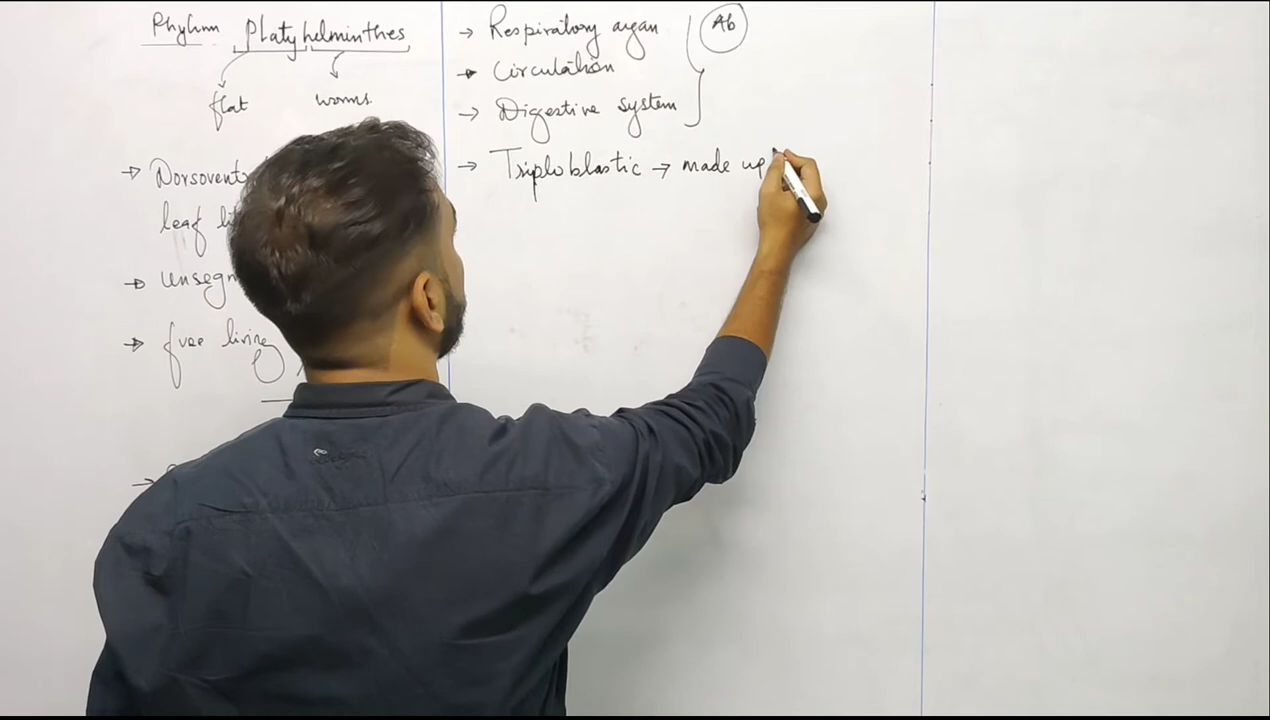 Phylum Platyhelminthes
flat worms
→ Dorsovent
leaf li
→ unsegm
→ free living
→ Respiratory organ
→ Circulation
→ Digestive system
Ab
→ Triploblastic → made up